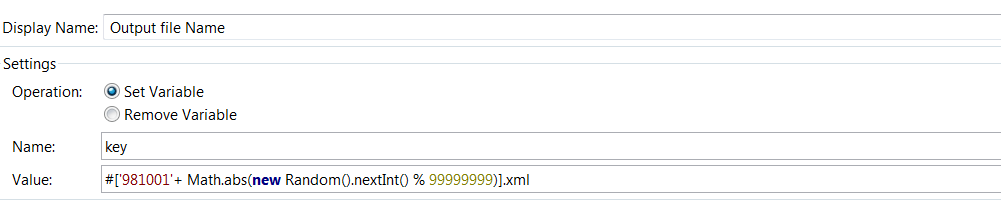 Display Name: Output file Name
Settings
Operation: Set Variable
Remove Variable
Name: key
Value: #['981001'+ Math.abs(new Random().nextInt() % 99999999)].xml